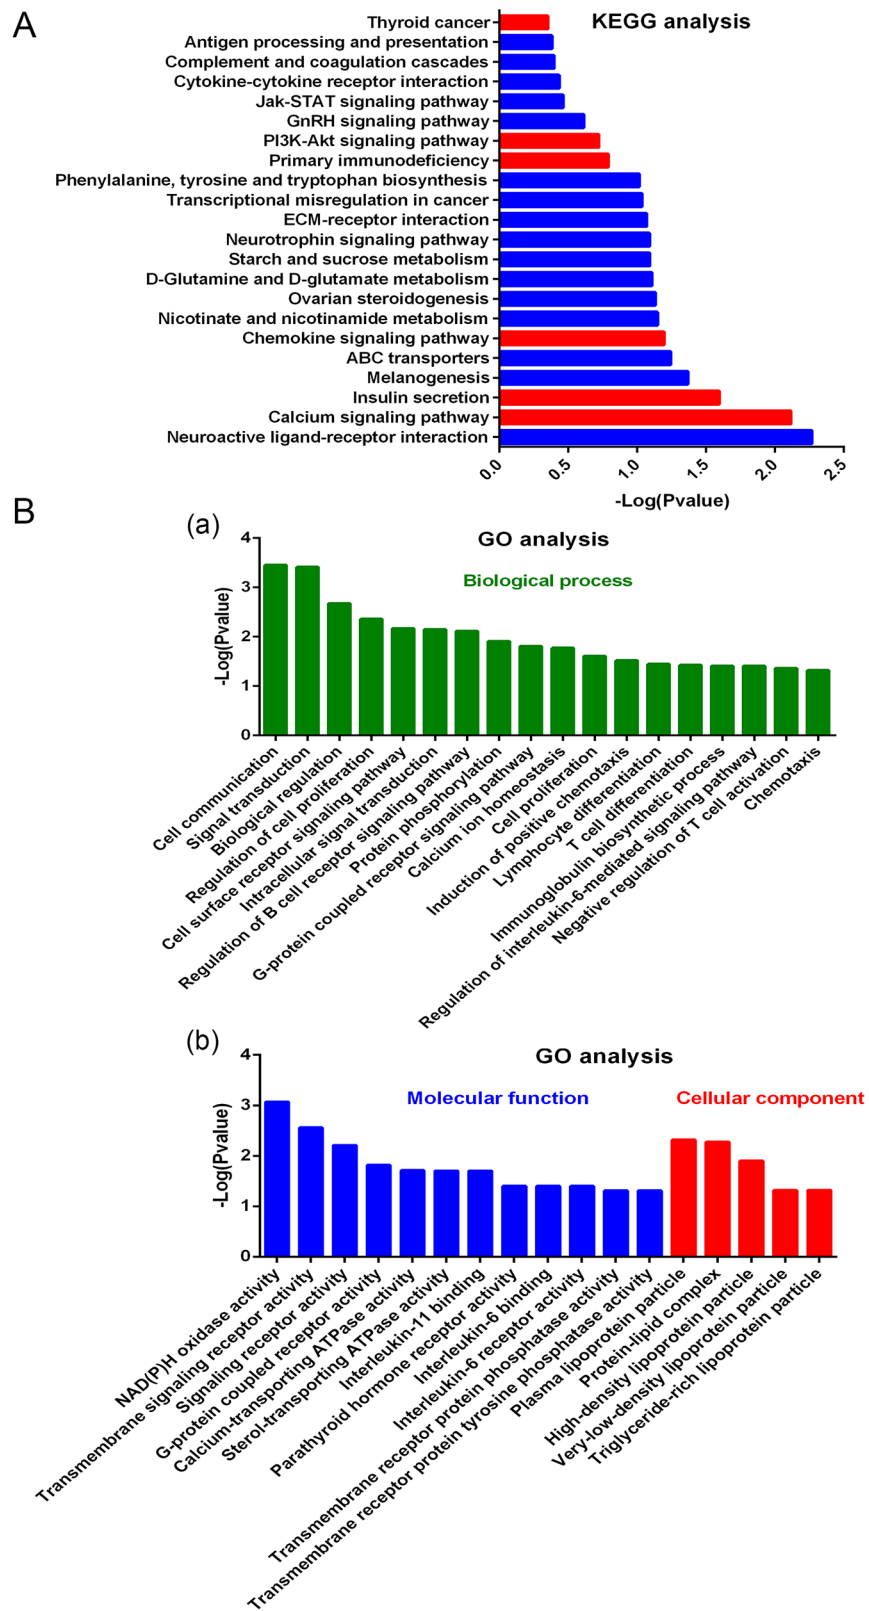 A
KEGG analysis
Thyroid cancer
Antigen processing and presentation
Complement and coagulation cascades
Cytokine-cytokine receptor interaction
Jak-STAT signaling pathway
GnRH signaling pathway
PI3K-Akt signaling pathway
Primary immunodeficiency
Phenylalanine, tyrosine and tryptophan biosynthesis
Transcriptional misregulation in cancer
ECM-receptor interaction
Neurotrophin signaling pathway
Starch and sucrose metabolism
D-Glutamine and D-glutamate metabolism
Ovarian steroidogenesis
Nicotinate and nicotinamide metabolism
Chemokine signaling pathway
ABC transporters
Melanogenesis
Insulin secretion
Calcium signaling pathway
Neuroactive ligand-receptor interaction
0.0 0.5 1.0 1.5 2.0 2.5
-Log(Pvalue)
B
(a)
GO analysis
Biological process
-Log(Pvalue)
4
3
2
1
0
Cell communication
Signal transduction
Biological regulation
Regulation of cell proliferation
Cell surface receptor signaling pathway
Intracellular signal transduction
Regulation of B cell receptor signaling pathway
Protein phosphorylation
G-protein coupled receptor signaling pathway
Calcium ion homeostasis
Cell proliferation
Induction of positive chemotaxis
Lymphocyte differentiation
T cell differentiation
Immunoglobulin biosynthetic process
Regulation of interleukin-6-mediated signaling pathway
Negative regulation of T cell activation
Chemotaxis
(b)
GO analysis
Molecular function
Cellular component
-Log(Pvalue)
4
3
2
1
0
NAD(P)H oxidase activity
Transmembrane signaling receptor activity
Signaling receptor activity
G-protein coupled receptor activity
Calcium-transporting ATPase activity
Sterol-transporting ATPase activity
Interleukin-11 binding
Parathyroid hormone receptor activity
Interleukin-6 binding
Interleukin-6 receptor activity
Transmembrane receptor protein phosphatase activity
Transmembrane receptor protein tyrosine phosphatase activity
Plasma lipoprotein particle
Protein-lipid complex
High-density lipoprotein particle
Very-low-density lipoprotein particle
Triglyceride-rich lipoprotein particle